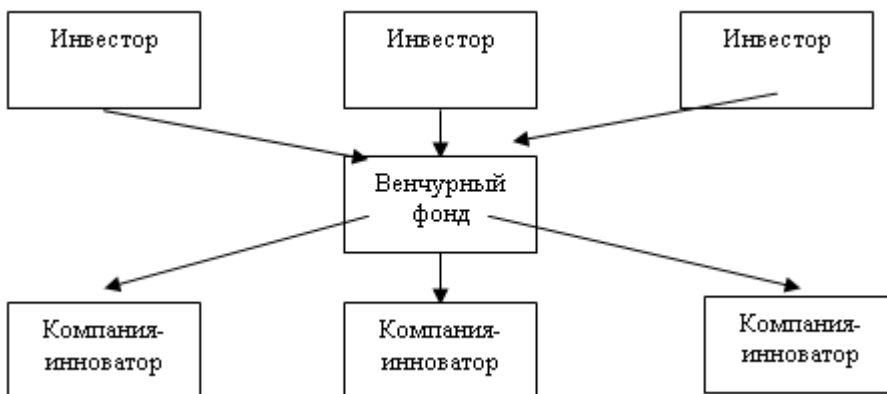 Инвестор
Инвестор
Инвестор
Венчурный
фонд
Компания-
инноватор
Компания-
инноватор
Компания-
инноватор